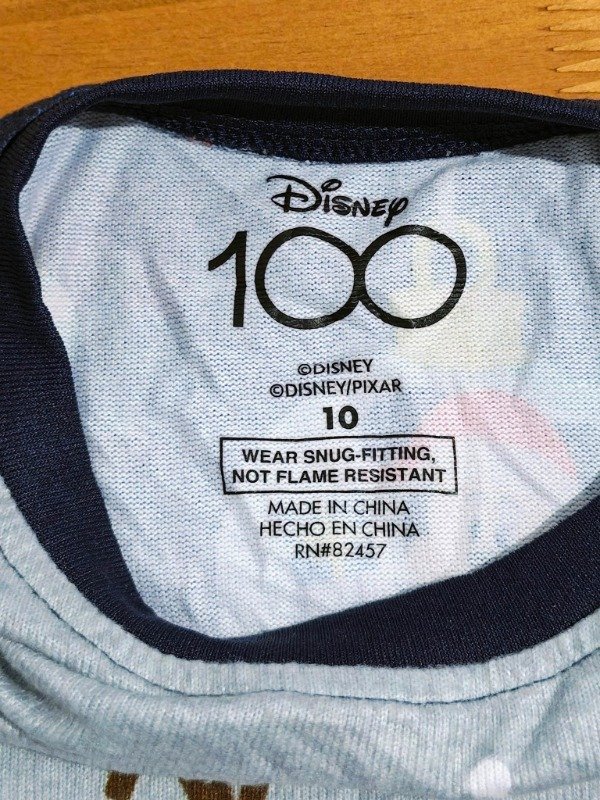 Disney
100
©DISNEY
©DISNEY/PIXAR
10
WEAR SNUG-FITTING,
NOT FLAME RESISTANT
MADE IN CHINA
HECHO EN CHINA
RN#82457